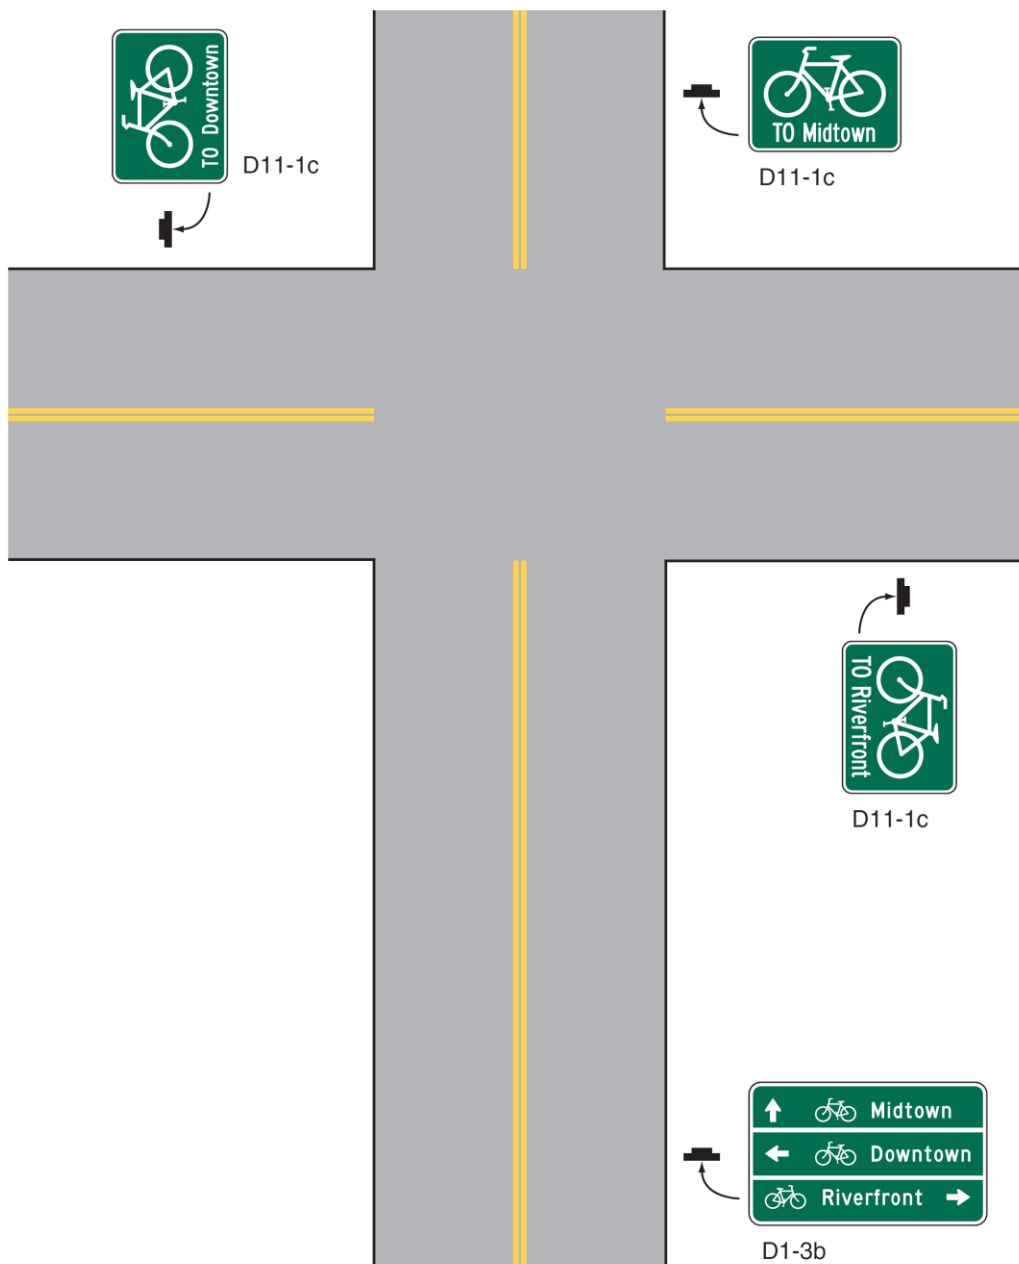 TO Downtown
D11-1c
TO Midtown
D11-1c
TO Riverfront
D11-1c
Midtown
Downtown
Riverfront
D1-3b